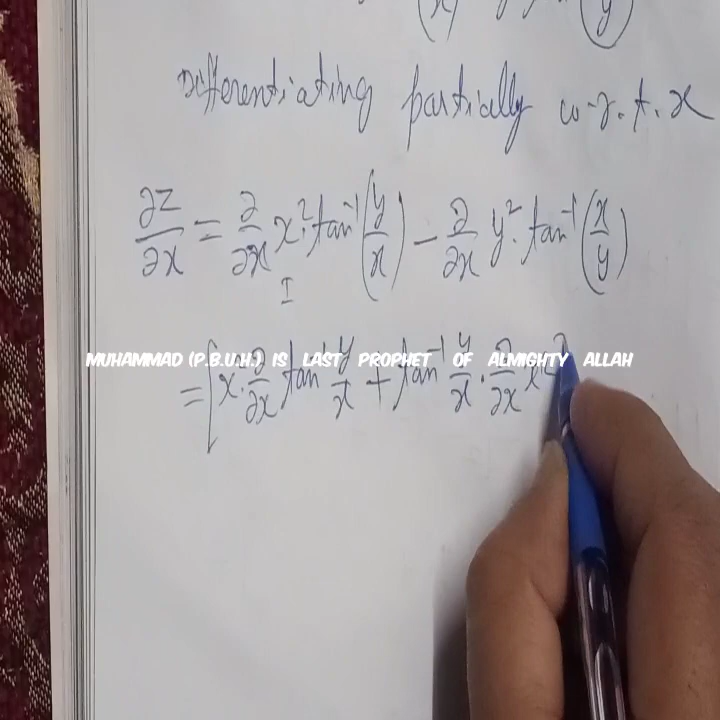 (x) y (y)
Differentiating partially w.r.t. x
∂z/∂x = ∂/∂x x². tan⁻¹(y/x) − ∂/∂x y². tan⁻¹(x/y)
I
MUHAMMAD (P.B.U.H.) IS LAST PROPHET OF ALMIGHTY ALLAH
= [x. ∂/∂x tan⁻¹ y/x + tan⁻¹ y/x . ∂/∂x x²